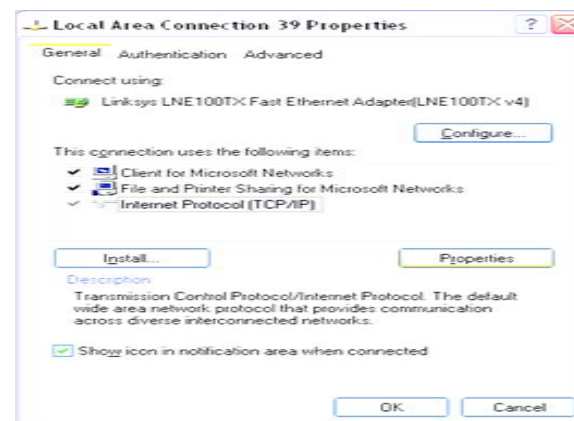 Local Area Connection 39 Properties
General Authentication Advanced
Connect using:
Linksys LNE100TX Fast Ethernet Adapter(LNE100TX v4)
Configure...
This connection uses the following items:
Client for Microsoft Networks
File and Printer Sharing for Microsoft Networks
Internet Protocol (TCP/IP)
Install... Properties
Description
Transmission Control Protocol/Internet Protocol. The default
wide area network protocol that provides communication
across diverse interconnected networks.
Show icon in notification area when connected
OK Cancel